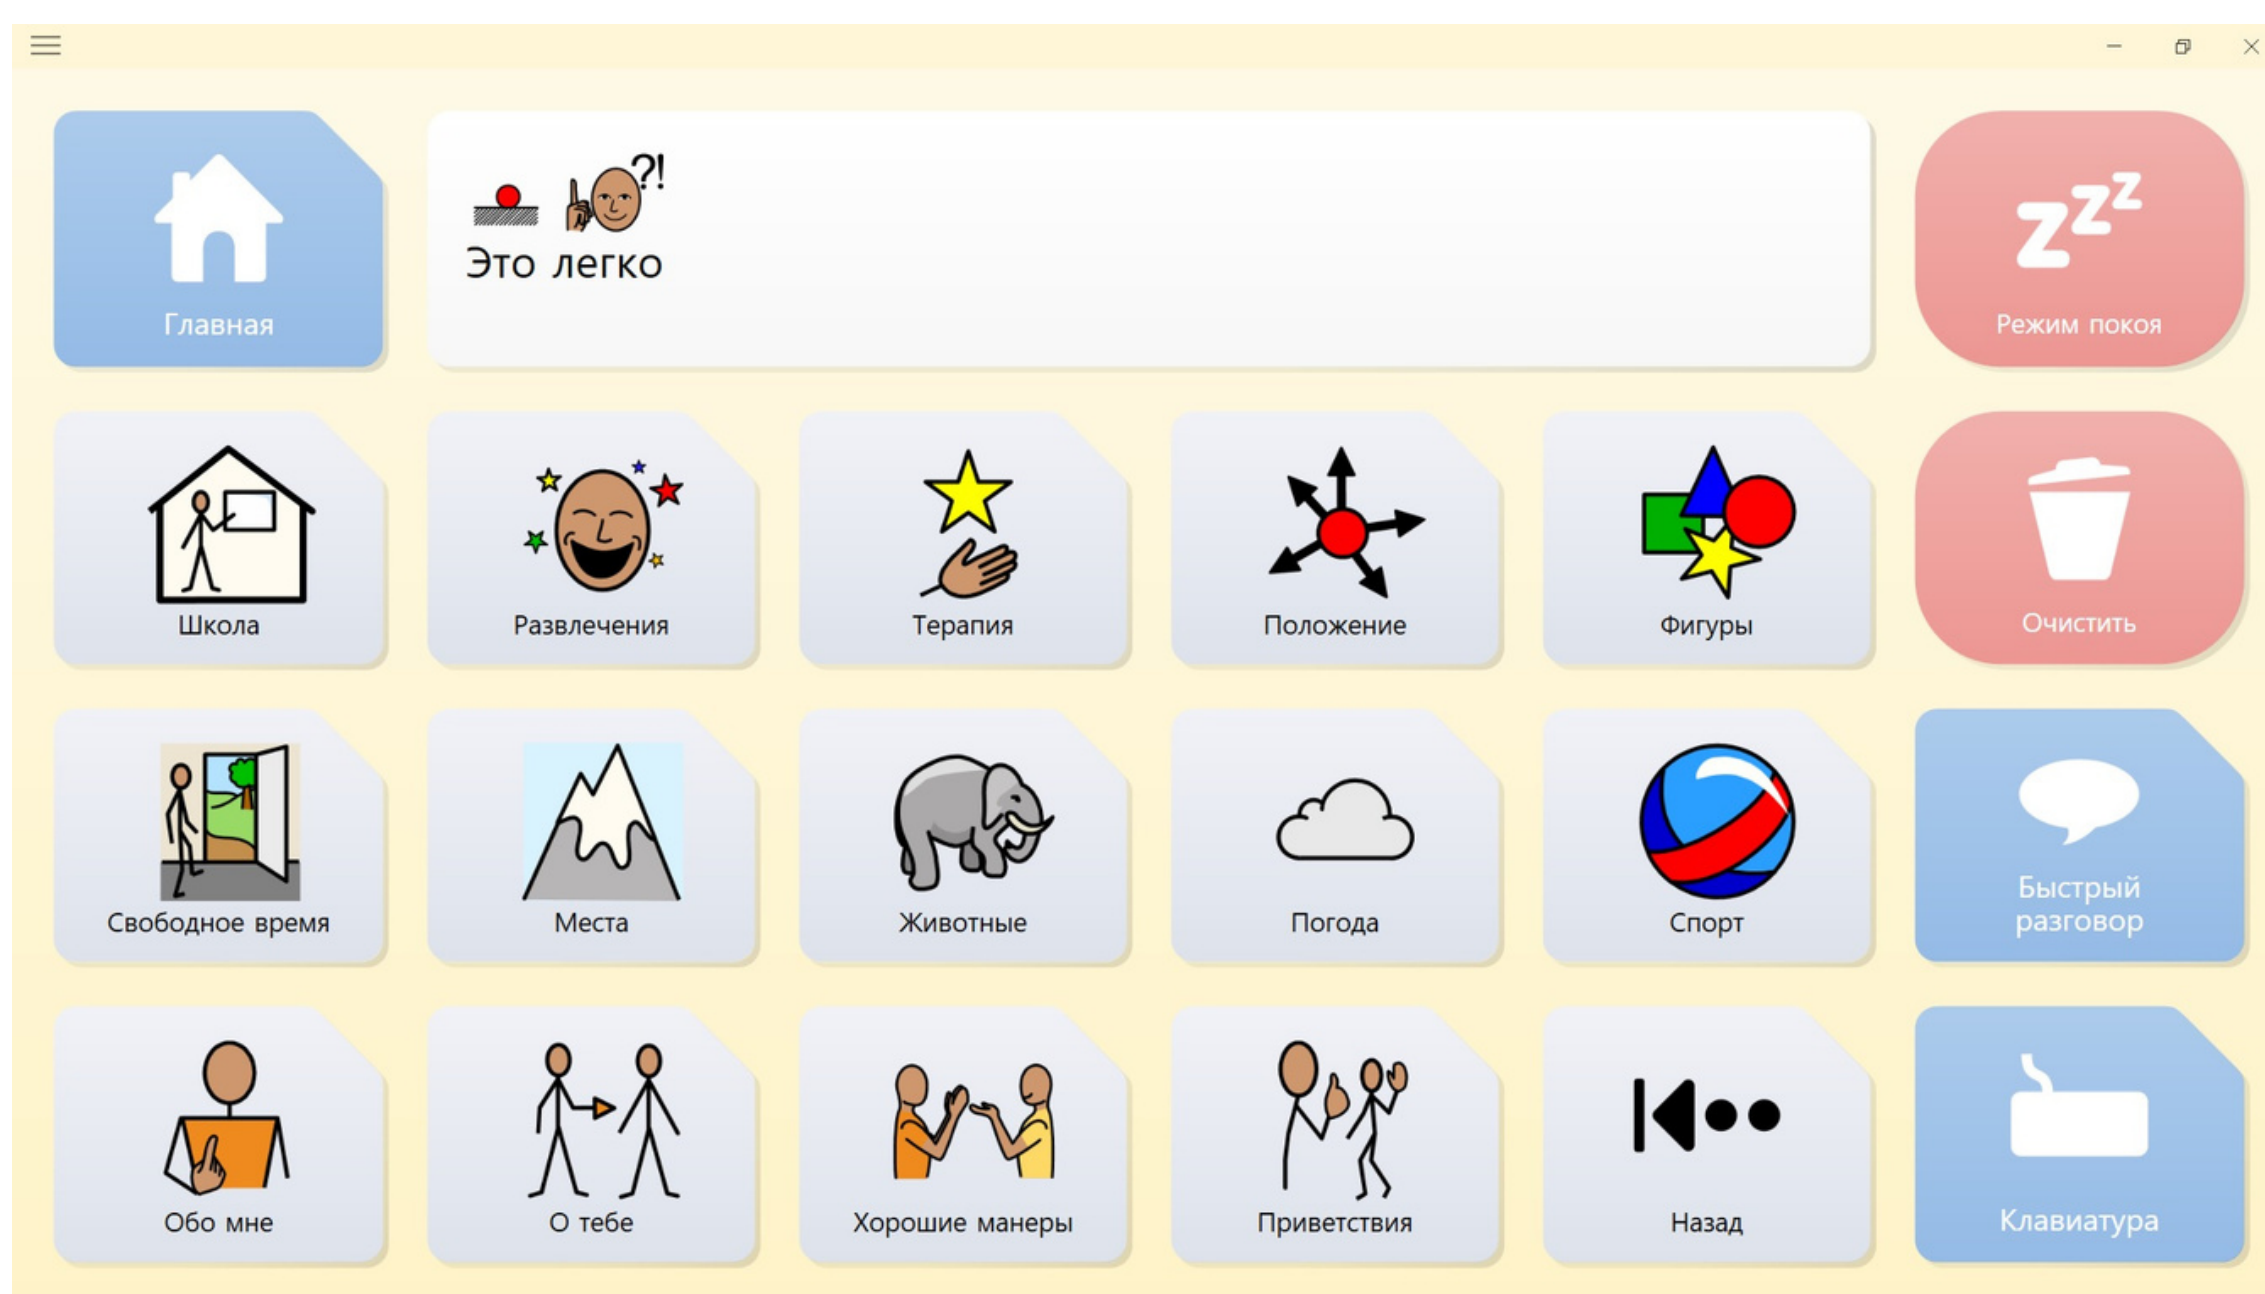 ?!
Это легко
Главная
zzz
Режим покоя
Школа
Развлечения
Терапия
Положение
Фигуры
Очистить
Свободное время
Места
Животные
Погода
Спорт
Быстрый
разговор
Обо мне
О тебе
Хорошие манеры
Приветствия
Назад
Клавиатура